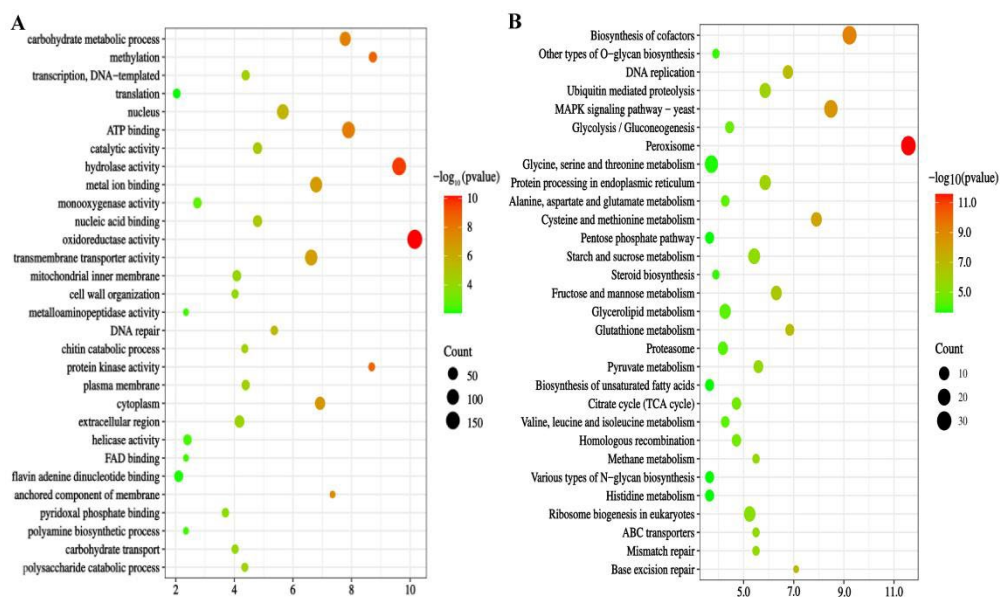 A
carbohydrate metabolic process
methylation
transcription, DNA-templated
translation
nucleus
ATP binding
catalytic activity
hydrolase activity
metal ion binding
monooxygenase activity
nucleic acid binding
oxidoreductase activity
transmembrane transporter activity
mitochondrial inner membrane
cell wall organization
metalloaminopeptidase activity
DNA repair
chitin catabolic process
protein kinase activity
plasma membrane
cytoplasm
extracellular region
helicase activity
FAD binding
flavin adenine dinucleotide binding
anchored component of membrane
pyridoxal phosphate binding
polyamine biosynthetic process
carbohydrate transport
polysaccharide catabolic process
2 4 6 8 10
-log10 (pvalue)
10
8
6
4
Count
50
100
150
B
Biosynthesis of cofactors
Other types of O-glycan biosynthesis
DNA replication
Ubiquitin mediated proteolysis
MAPK signaling pathway - yeast
Glycolysis / Gluconeogenesis
Peroxisome
Glycine, serine and threonine metabolism
Protein processing in endoplasmic reticulum
Alanine, aspartate and glutamate metabolism
Cysteine and methionine metabolism
Pentose phosphate pathway
Starch and sucrose metabolism
Steroid biosynthesis
Fructose and mannose metabolism
Glycerolipid metabolism
Glutathione metabolism
Proteasome
Pyruvate metabolism
Biosynthesis of unsaturated fatty acids
Citrate cycle (TCA cycle)
Valine, leucine and isoleucine metabolism
Homologous recombination
Methane metabolism
Various types of N-glycan biosynthesis
Histidine metabolism
Ribosome biogenesis in eukaryotes
ABC transporters
Mismatch repair
Base excision repair
5.0 7.0 9.0 11.0
-log10(pvalue)
11.0
9.0
7.0
5.0
Count
10
20
30